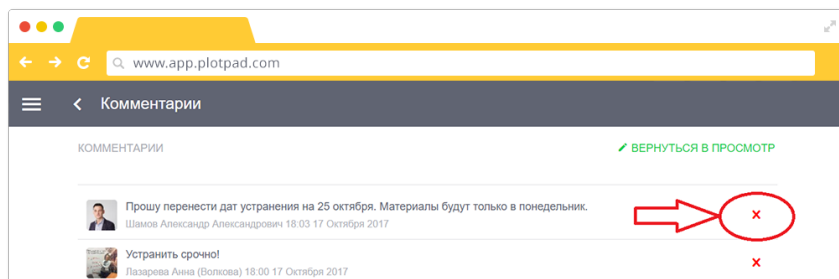 www.app.plotpad.com
Комментарии
КОММЕНТАРИИ
ВЕРНУТЬСЯ В ПРОСМОТР
Прошу перенести дат устранения на 25 октября. Материалы будут только в понедельник.
Шамов Александр Александрович 18:03 17 Октября 2017
Устранить срочно!
Лазарева Анна (Волкова) 18:00 17 Октября 2017